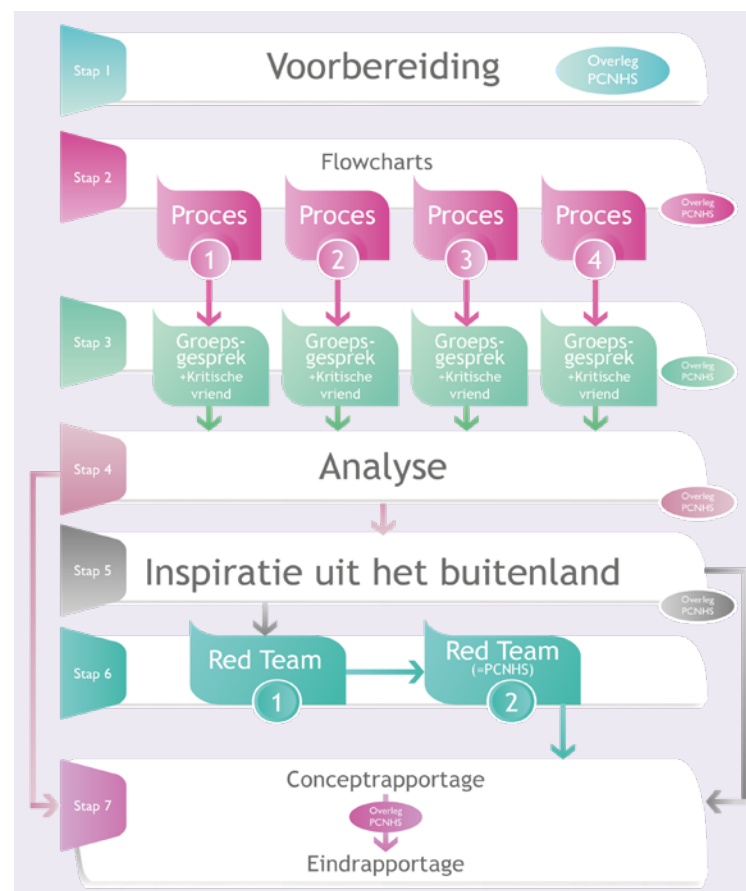 Stap 1
Voorbereiding
Overleg
PCNHS
Stap 2
Flowcharts
Overleg
PCNHS
Proces
1
Proces
2
Proces
3
Proces
4
Stap 3
Groeps-
gesprek
+Kritische
vriend
Groeps-
gesprek
+Kritische
vriend
Groeps-
gesprek
+Kritische
vriend
Groeps-
gesprek
+Kritische
vriend
Overleg
PCNHS
Stap 4
Analyse
Overleg
PCNHS
Stap 5
Inspiratie uit het buitenland
Overleg
PCNHS
Stap 6
Red Team
1
Red Team
(=PCNHS)
2
Stap 7
Conceptrapportage
Overleg
PCNHS
Eindrapportage